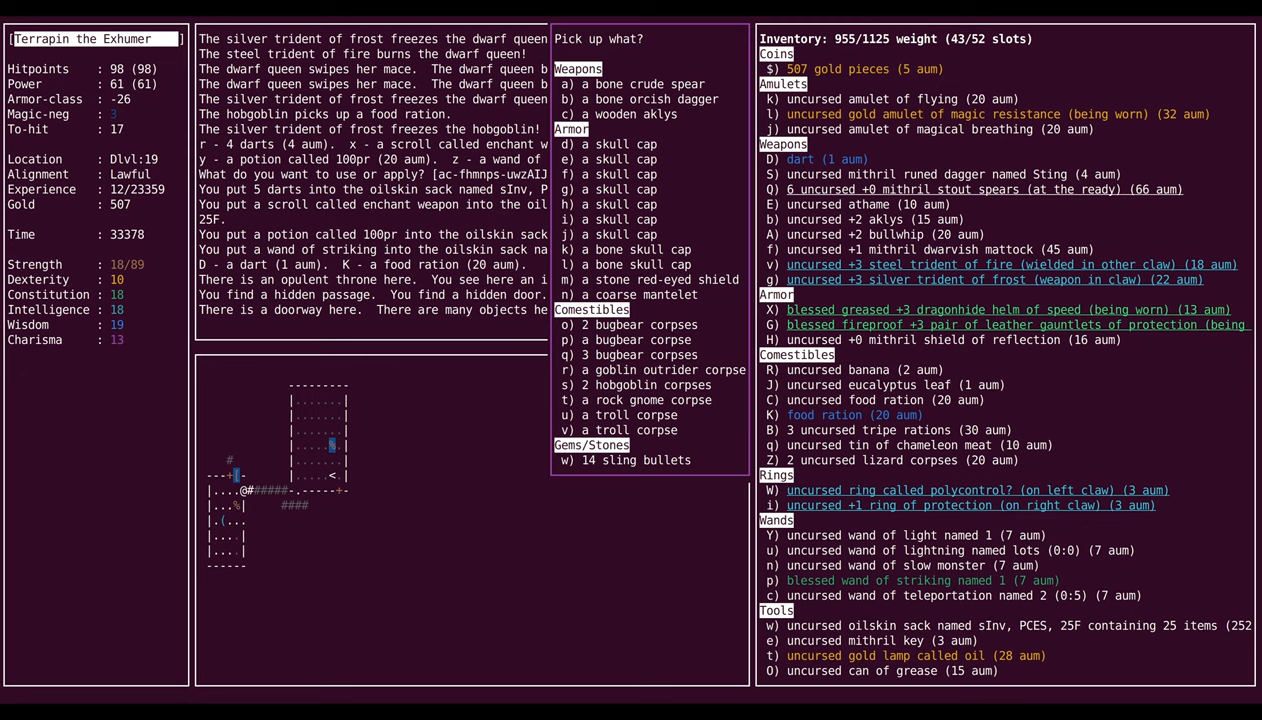 [Terrapin the Exhumer ]
Hitpoints : 98 (98)
Power : 61 (61)
Armor-class : -26
Magic-neg : 3
To-hit : 17
Location : Dlvl:19
Alignment : Lawful
Experience : 12/23359
Gold : 507
Time : 33378
Strength : 18/89
Dexterity : 10
Constitution : 18
Intelligence : 18
Wisdom : 19
Charisma : 13
The silver trident of frost freezes the dwarf queen
The steel trident of fire burns the dwarf queen!
The dwarf queen swipes her mace.  The dwarf queen b
The dwarf queen swipes her mace.  The dwarf queen b
The silver trident of frost freezes the dwarf queen
The hobgoblin picks up a food ration.
The silver trident of frost freezes the hobgoblin!
r - 4 darts (4 aum).  x - a scroll called enchant w
y - a potion called 100pr (20 aum).  z - a wand of
What do you want to use or apply? [ac-fhmnps-uwzAIJ
You put 5 darts into the oilskin sack named sInv, P
You put a scroll called enchant weapon into the oil
25F.
You put a potion called 100pr into the oilskin sack
You put a wand of striking into the oilskin sack na
D - a dart (1 aum).  K - a food ration (20 aum).
There is an opulent throne here.  You see here an i
You find a hidden passage.  You find a hidden door.
There is a doorway here.  There are many objects he
---------
|.......|
|.......|
|.......|
|.....%.|
# |.......|
---+[- |.....<.|
|....@######-.-----+-
|...%| ####
|.(...
|....|
|....|
------
Pick up what?
Weapons
a) a bone crude spear
b) a bone orcish dagger
c) a wooden aklys
Armor
d) a skull cap
e) a skull cap
f) a skull cap
g) a skull cap
h) a skull cap
i) a skull cap
j) a skull cap
k) a bone skull cap
l) a bone skull cap
m) a stone red-eyed shield
n) a coarse mantelet
Comestibles
o) 2 bugbear corpses
p) a bugbear corpse
q) 3 bugbear corpses
r) a goblin outrider corpse
s) 2 hobgoblin corpses
t) a rock gnome corpse
u) a troll corpse
v) a troll corpse
Gems/Stones
w) 14 sling bullets
Inventory: 955/1125 weight (43/52 slots)
Coins
$) 507 gold pieces (5 aum)
Amulets
k) uncursed amulet of flying (20 aum)
l) uncursed gold amulet of magic resistance (being worn) (32 aum)
j) uncursed amulet of magical breathing (20 aum)
Weapons
D) dart (1 aum)
S) uncursed mithril runed dagger named Sting (4 aum)
Q) 6 uncursed +0 mithril stout spears (at the ready) (66 aum)
E) uncursed athame (10 aum)
b) uncursed +2 aklys (15 aum)
A) uncursed +2 bullwhip (20 aum)
f) uncursed +1 mithril dwarvish mattock (45 aum)
v) uncursed +3 steel trident of fire (wielded in other claw) (18 aum)
g) uncursed +3 silver trident of frost (weapon in claw) (22 aum)
Armor
X) blessed greased +3 dragonhide helm of speed (being worn) (13 aum)
G) blessed fireproof +3 pair of leather gauntlets of protection (being
H) uncursed +0 mithril shield of reflection (16 aum)
Comestibles
R) uncursed banana (2 aum)
J) uncursed eucalyptus leaf (1 aum)
C) uncursed food ration (20 aum)
K) food ration (20 aum)
B) 3 uncursed tripe rations (30 aum)
q) uncursed tin of chameleon meat (10 aum)
Z) 2 uncursed lizard corpses (20 aum)
Rings
W) uncursed ring called polycontrol? (on left claw) (3 aum)
i) uncursed +1 ring of protection (on right claw) (3 aum)
Wands
Y) uncursed wand of light named 1 (7 aum)
u) uncursed wand of lightning named lots (0:0) (7 aum)
n) uncursed wand of slow monster (7 aum)
p) blessed wand of striking named 1 (7 aum)
c) uncursed wand of teleportation named 2 (0:5) (7 aum)
Tools
w) uncursed oilskin sack named sInv, PCES, 25F containing 25 items (252
e) uncursed mithril key (3 aum)
t) uncursed gold lamp called oil (28 aum)
O) uncursed can of grease (15 aum)